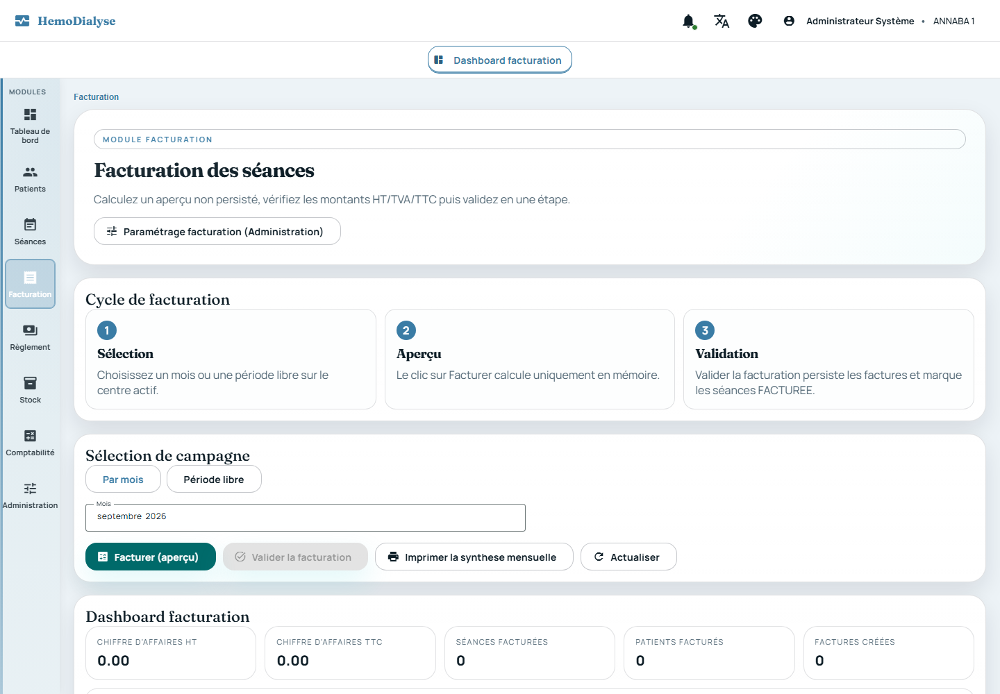 HemoDialyse
Administrateur Système • ANNABA 1
Dashboard facturation
MODULES
Tableau de
bord
Patients
Séances
Facturation
Règlement
Stock
Comptabilité
Administration
Facturation
MODULE FACTURATION
Facturation des séances
Calculez un aperçu non persisté, vérifiez les montants HT/TVA/TTC puis validez en une étape.
Paramétrage facturation (Administration)
Cycle de facturation
1
Sélection
Choisissez un mois ou une période libre sur le
centre actif.
2
Aperçu
Le clic sur Facturer calcule uniquement en mémoire.
3
Validation
Valider la facturation persiste les factures et marque
les séances FACTUREE.
Sélection de campagne
Par mois
Période libre
Mois
septembre 2026
Facturer (aperçu)
Valider la facturation
Imprimer la synthese mensuelle
Actualiser
Dashboard facturation
CHIFFRE D'AFFAIRES HT
0.00
CHIFFRE D'AFFAIRES TTC
0.00
SÉANCES FACTURÉES
0
PATIENTS FACTURÉS
0
FACTURES CRÉÉES
0